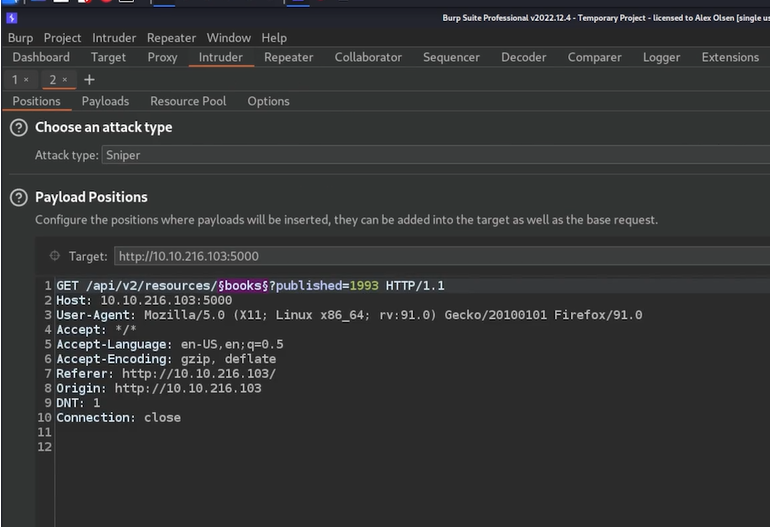 Burp Suite Professional v2022.12.4 - Temporary Project - licensed to Alex Olsen [single us
Burp Project Intruder Repeater Window Help
Dashboard Target Proxy Intruder Repeater Collaborator Sequencer Decoder Comparer Logger Extensions
1 × 2 × +
Positions Payloads Resource Pool Options
? Choose an attack type
Attack type: Sniper
? Payload Positions
Configure the positions where payloads will be inserted, they can be added into the target as well as the base request.
Target: http://10.10.216.103:5000
1 GET /api/v2/resources/§books§?published=1993 HTTP/1.1
2 Host: 10.10.216.103:5000
3 User-Agent: Mozilla/5.0 (X11; Linux x86_64; rv:91.0) Gecko/20100101 Firefox/91.0
4 Accept: */*
5 Accept-Language: en-US,en;q=0.5
6 Accept-Encoding: gzip, deflate
7 Referer: http://10.10.216.103/
8 Origin: http://10.10.216.103
9 DNT: 1
10 Connection: close
11
12